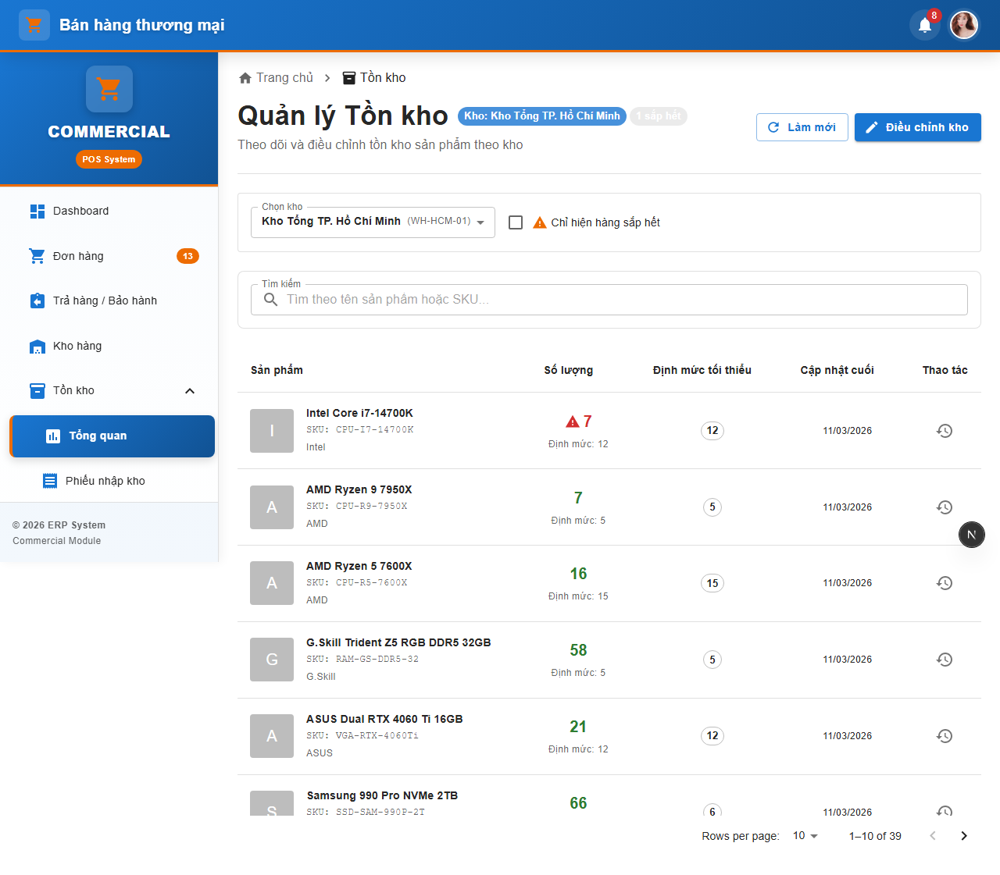 Bán hàng thương mại
8
COMMERCIAL
POS System
Dashboard
Đơn hàng
13
Trả hàng / Bảo hành
Kho hàng
Tồn kho
Tổng quan
Phiếu nhập kho
© 2026 ERP System
Commercial Module
Trang chủ
Tồn kho
Quản lý Tồn kho
Kho: Kho Tổng TP. Hồ Chí Minh
1 sắp hết
Theo dõi và điều chỉnh tồn kho sản phẩm theo kho
Làm mới
Điều chỉnh kho
Chọn kho
Kho Tổng TP. Hồ Chí Minh (WH-HCM-01)
Chỉ hiện hàng sắp hết
Tìm kiếm
Tìm theo tên sản phẩm hoặc SKU...
Sản phẩm Số lượng Định mức tối thiểu Cập nhật cuối Thao tác
I
Intel Core i7-14700K
SKU: CPU-I7-14700K
Intel
7
Định mức: 12
12
11/03/2026
A
AMD Ryzen 9 7950X
SKU: CPU-R9-7950X
AMD
7
Định mức: 5
5
11/03/2026
N
A
AMD Ryzen 5 7600X
SKU: CPU-R5-7600X
AMD
16
Định mức: 15
15
11/03/2026
G
G.Skill Trident Z5 RGB DDR5 32GB
SKU: RAM-GS-DDR5-32
G.Skill
58
Định mức: 5
5
11/03/2026
A
ASUS Dual RTX 4060 Ti 16GB
SKU: VGA-RTX-4060Ti
ASUS
21
Định mức: 12
12
11/03/2026
S
Samsung 990 Pro NVMe 2TB
SKU: SSD-SAM-990P-2T
66
6
11/03/2026
Rows per page: 10 1–10 of 39